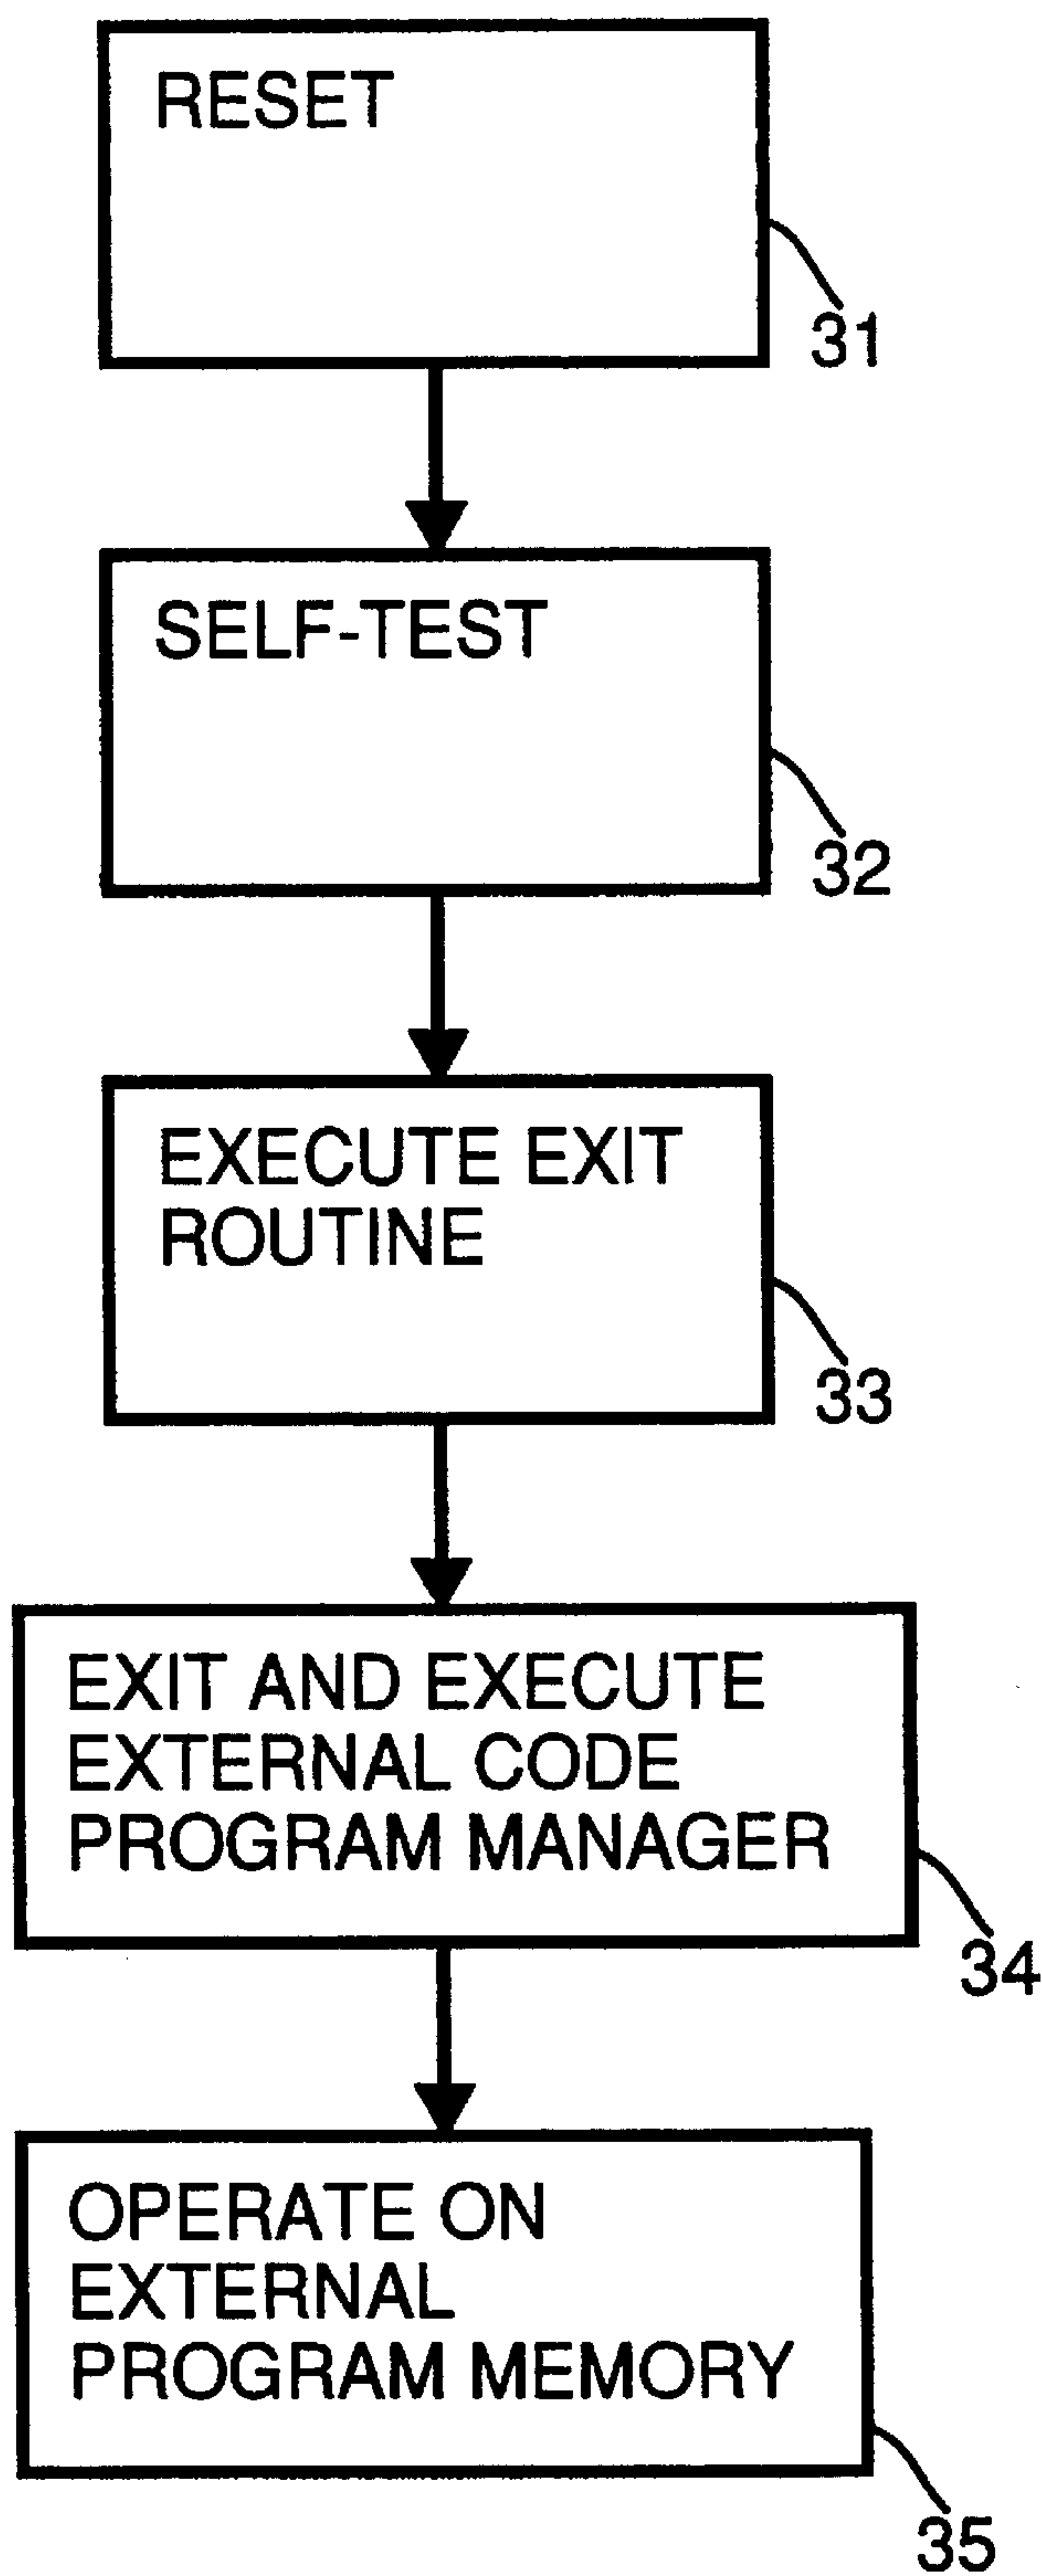 RESET
31
SELF-TEST
32
EXECUTE EXIT
ROUTINE
33
EXIT AND EXECUTE
EXTERNAL CODE
PROGRAM MANAGER
34
OPERATE ON
EXTERNAL
PROGRAM MEMORY
35